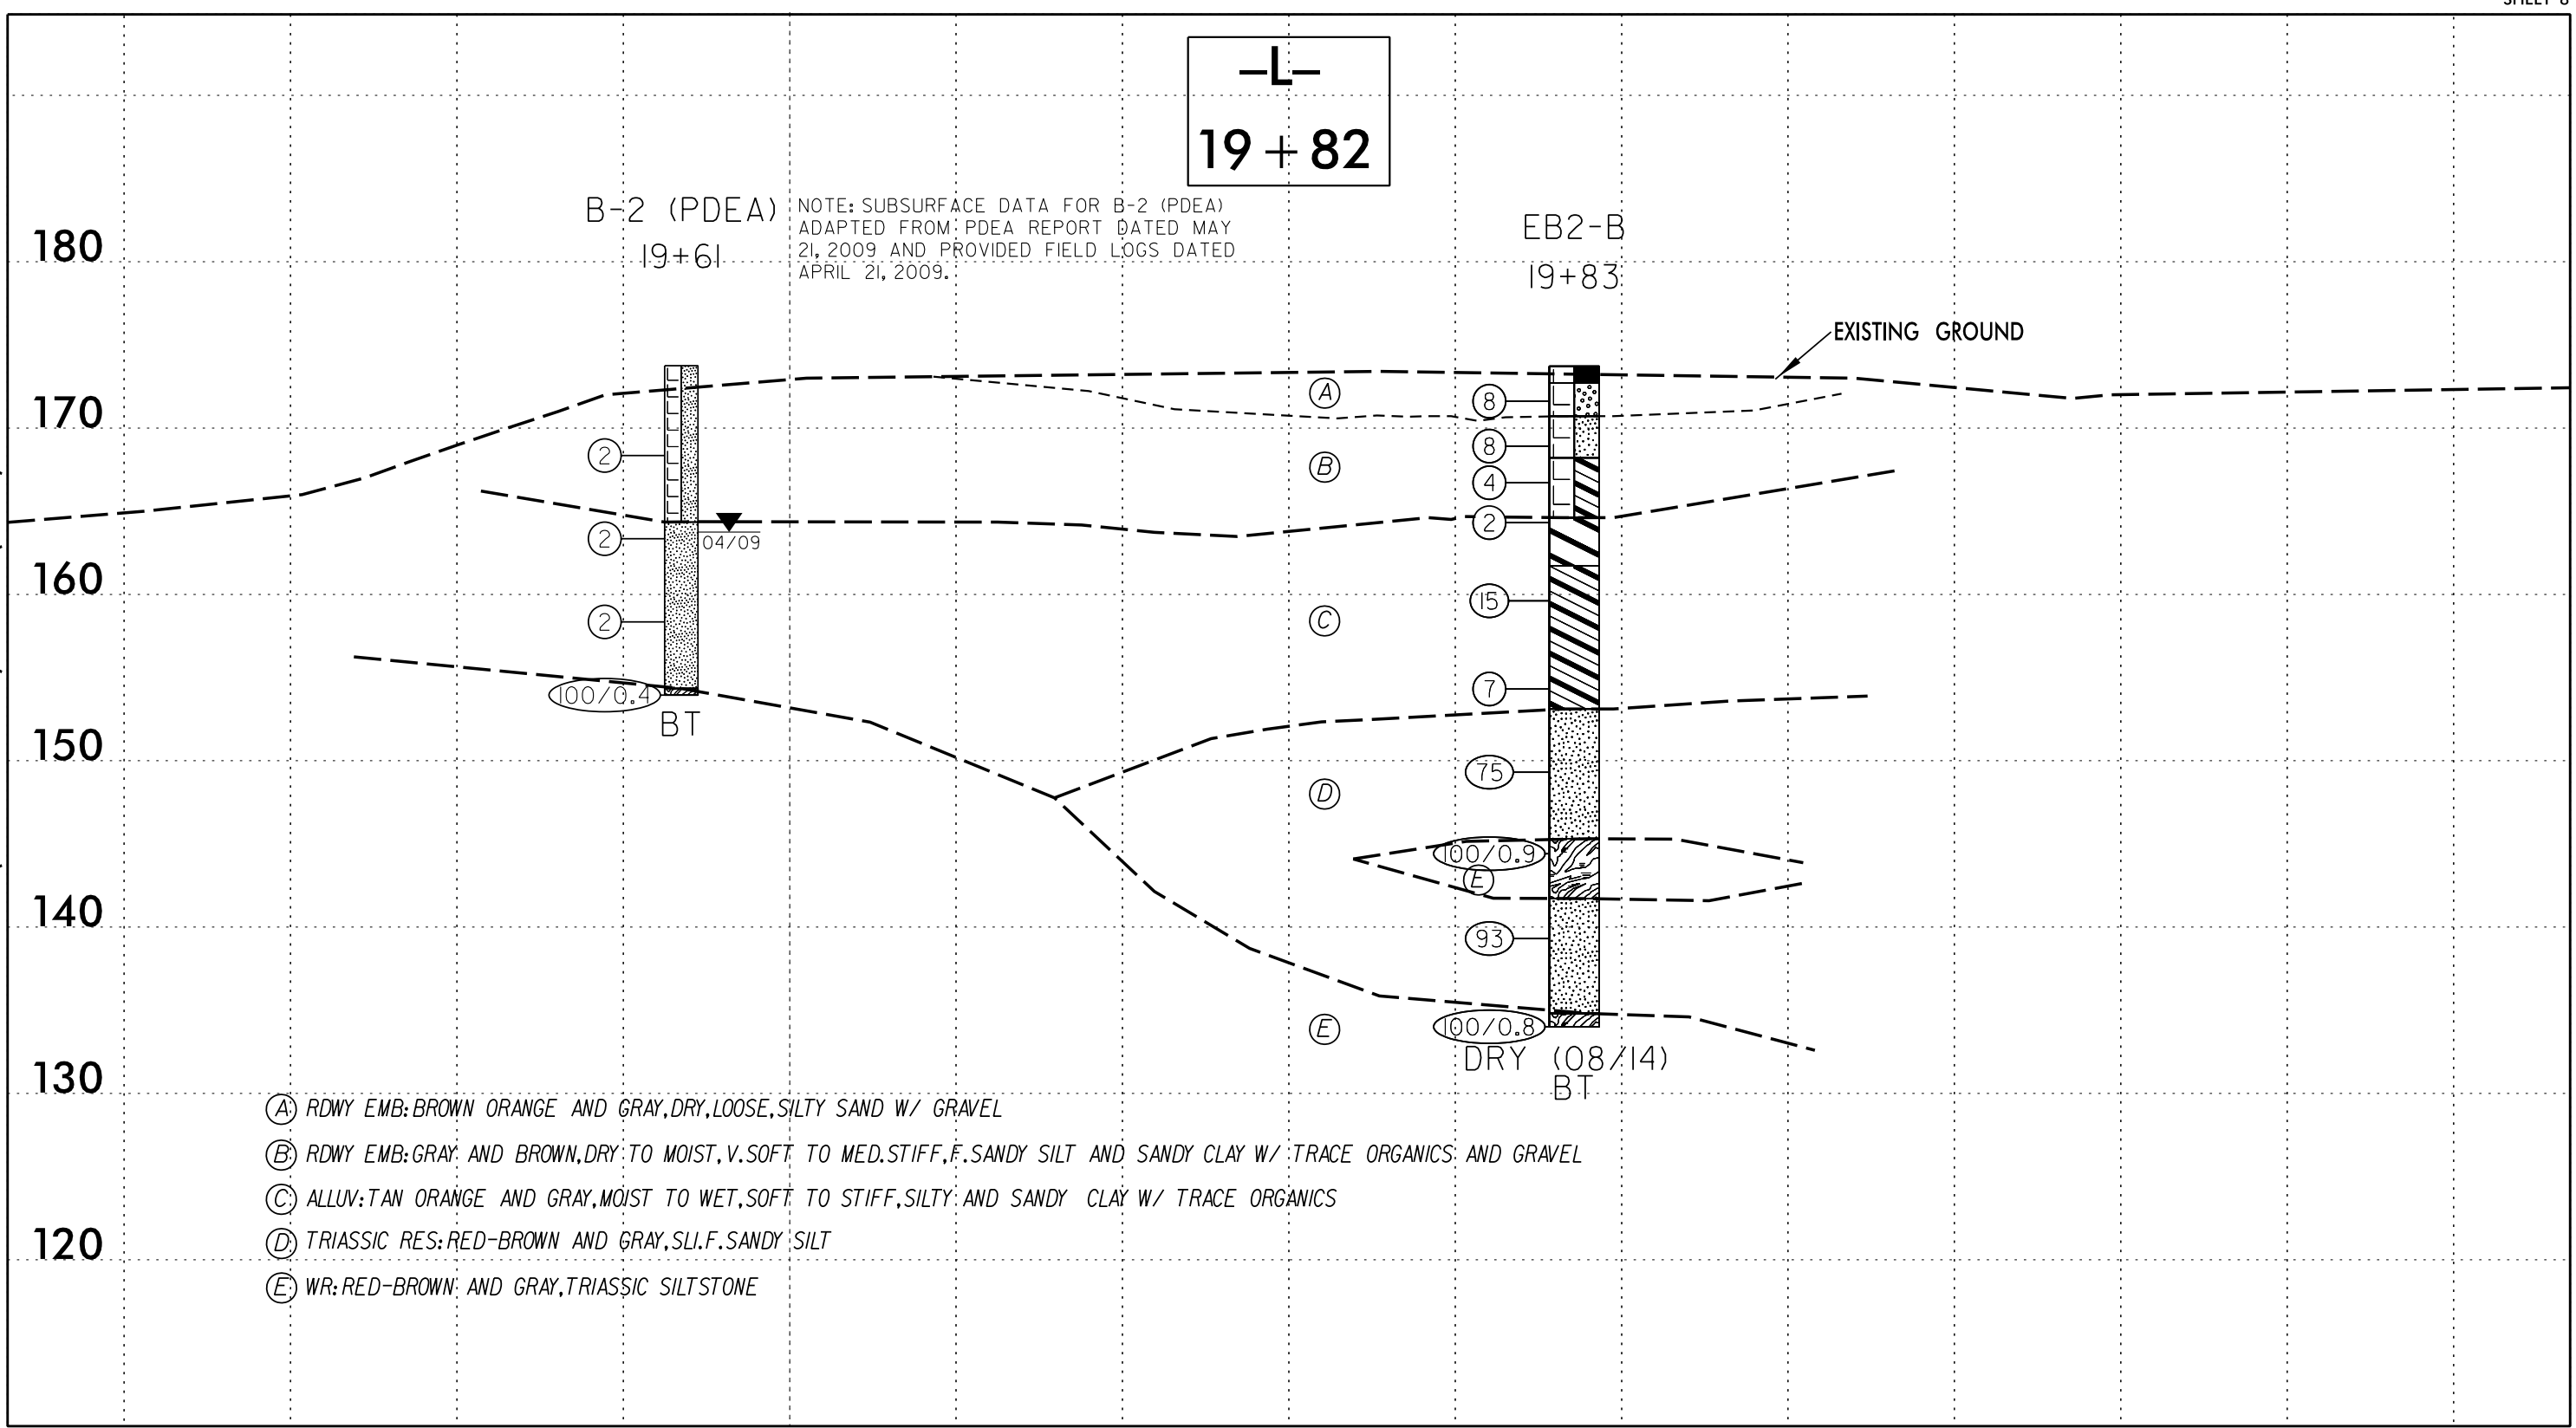 –L–
19+82
B-2 (PDEA)
19+61
NOTE: SUBSURFACE DATA FOR B-2 (PDEA)
ADAPTED FROM PDEA REPORT DATED MAY
21, 2009 AND PROVIDED FIELD LOGS DATED
APRIL 21, 2009.
EB2-B
19+83
EXISTING GROUND
180
170
160
150
140
130
120
2
2
2
100/0.4
BT
04/09
A
B
C
D
E
E
8
8
4
2
15
7
75
100/0.9
93
100/0.8
DRY (08/14)
BT
A RDWY EMB: BROWN ORANGE AND GRAY, DRY, LOOSE, SILTY SAND W/ GRAVEL
B RDWY EMB: GRAY AND BROWN, DRY TO MOIST, V. SOFT TO MED. STIFF, F. SANDY SILT AND SANDY CLAY W/ TRACE ORGANICS AND GRAVEL
C ALLUV: TAN ORANGE AND GRAY, MOIST TO WET, SOFT TO STIFF, SILTY AND SANDY CLAY W/ TRACE ORGANICS
D TRIASSIC RES: RED-BROWN AND GRAY, SLI. F. SANDY SILT
E WR: RED-BROWN AND GRAY, TRIASSIC SILTSTONE